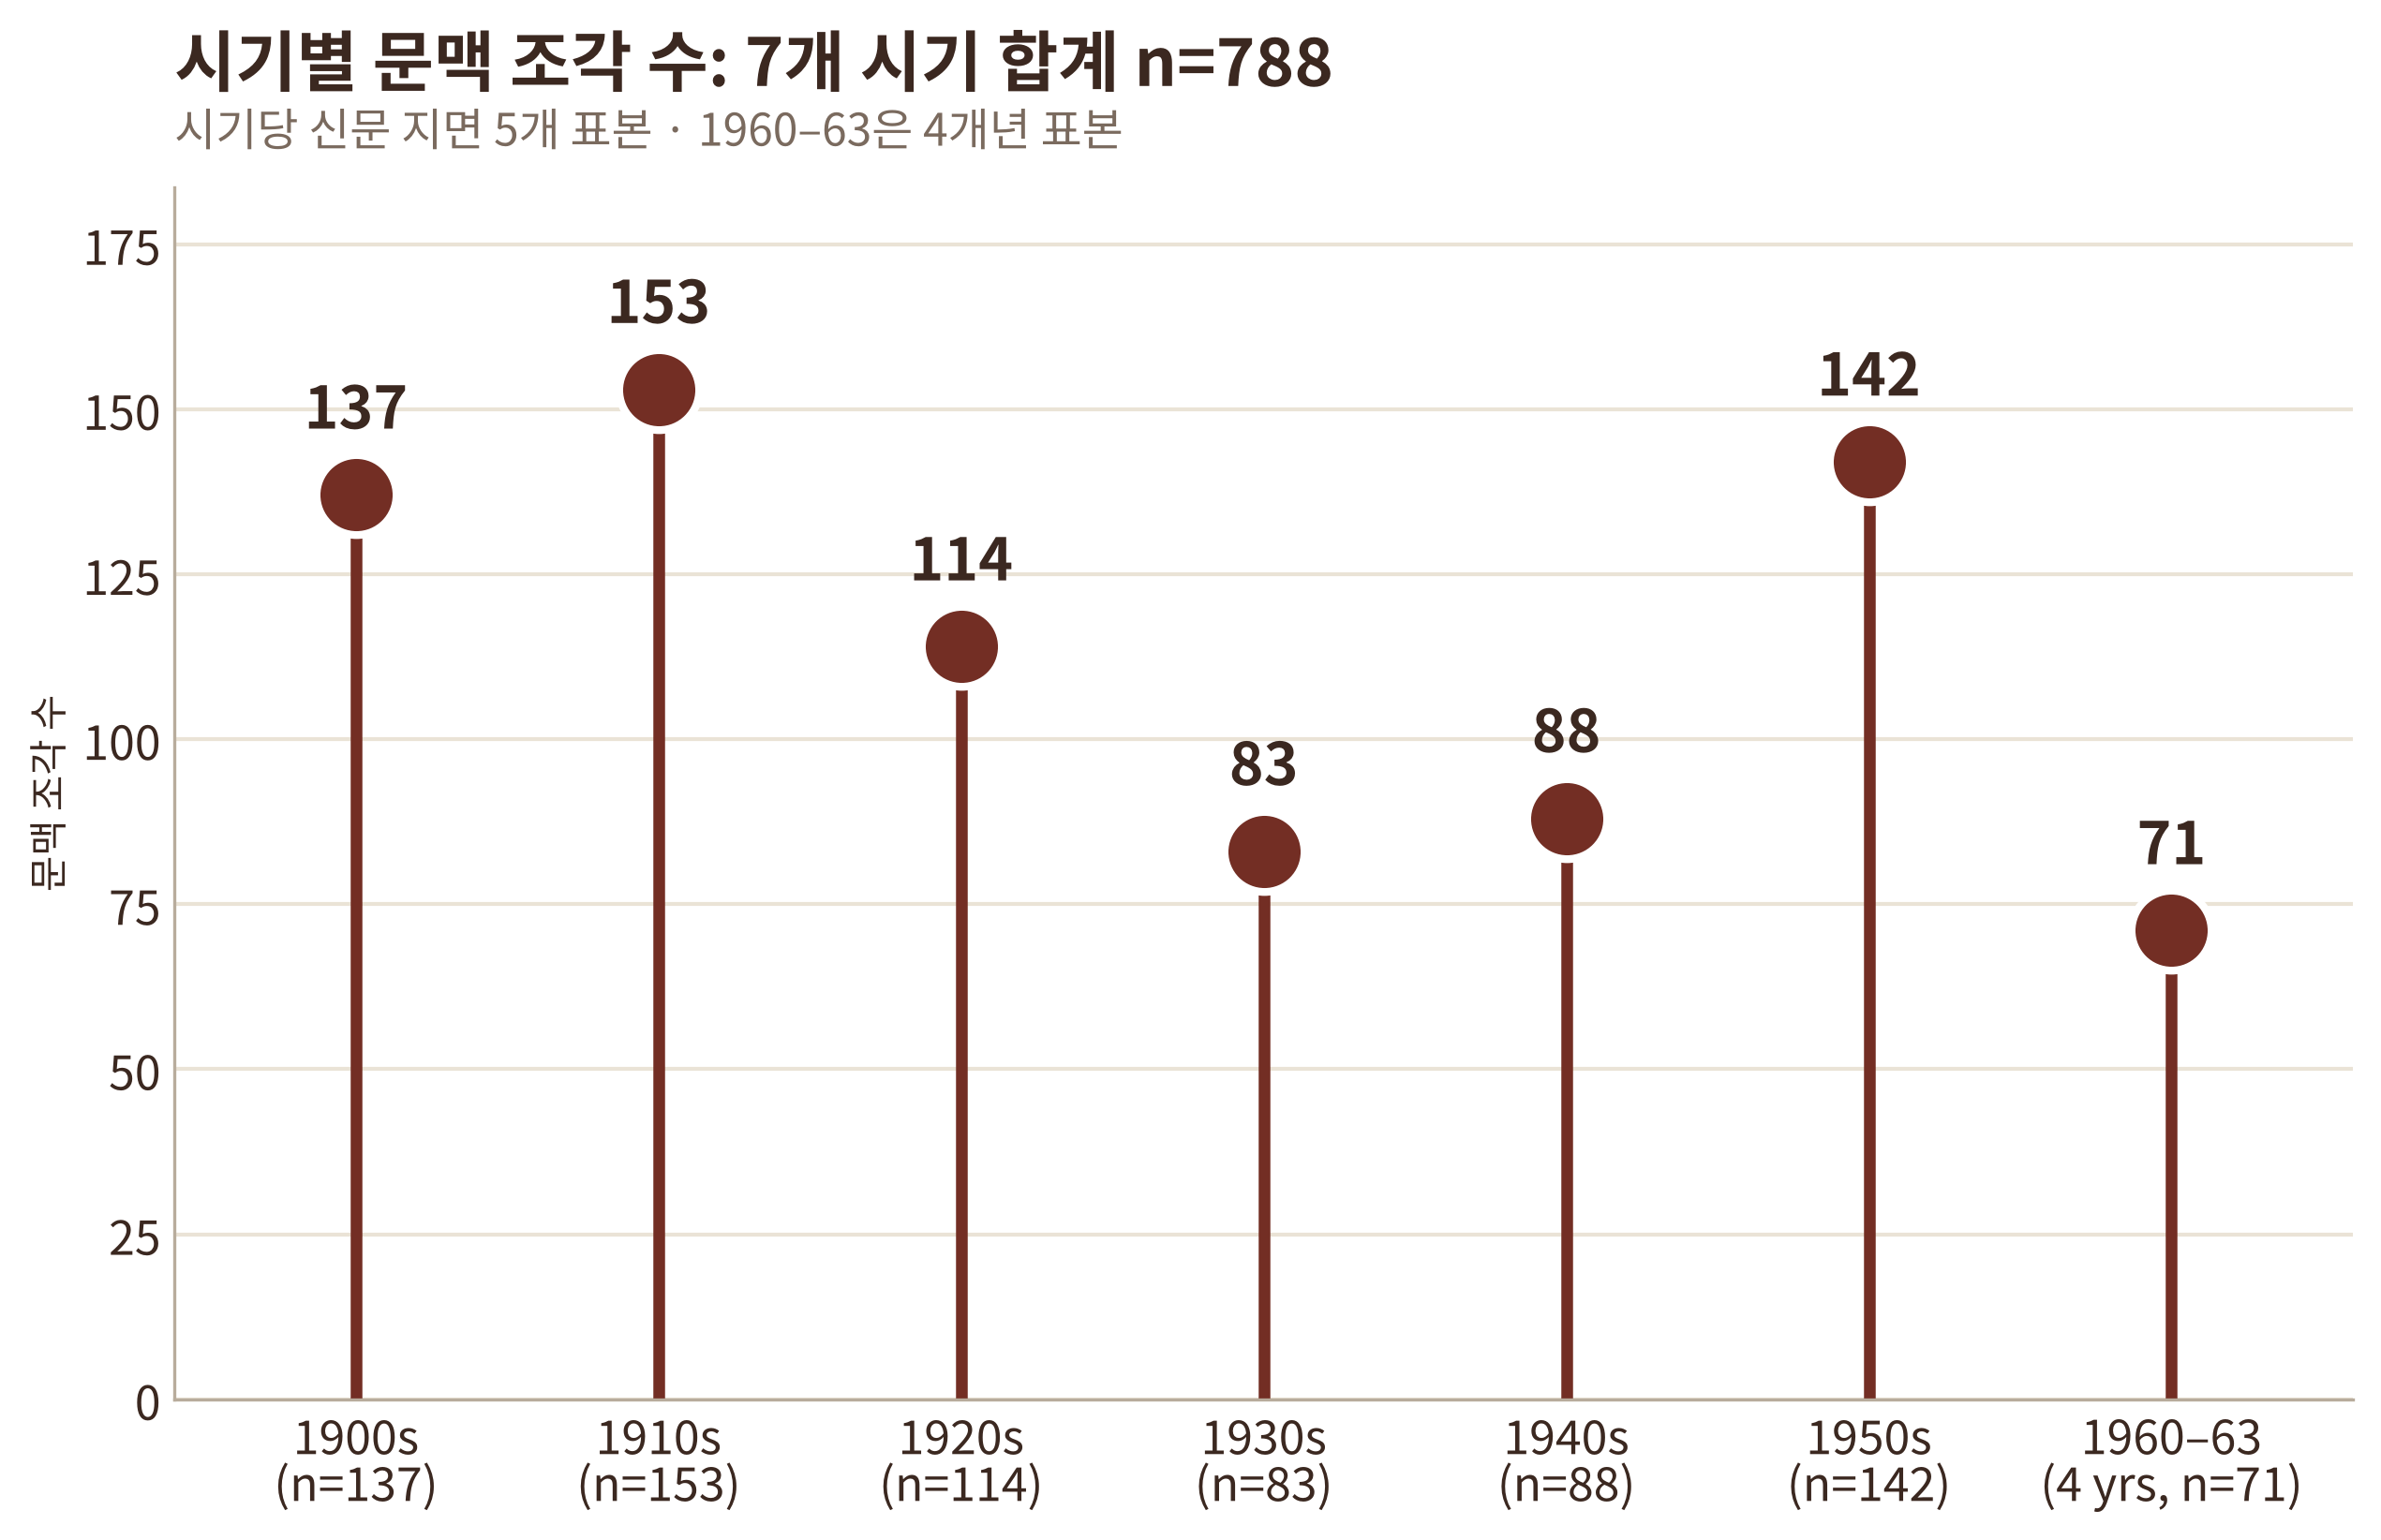 시기별 문맥 조각 수: 7개 시기 합계 n=788
시기당 신문 지면 5개 표본 · 1960–63은 4개년 표본
문맥 조각 수
175
150
125
100
75
50
25
0
137
153
114
83
88
142
71
1900s
(n=137)
1910s
(n=153)
1920s
(n=114)
1930s
(n=83)
1940s
(n=88)
1950s
(n=142)
1960–63
(4 yrs, n=71)